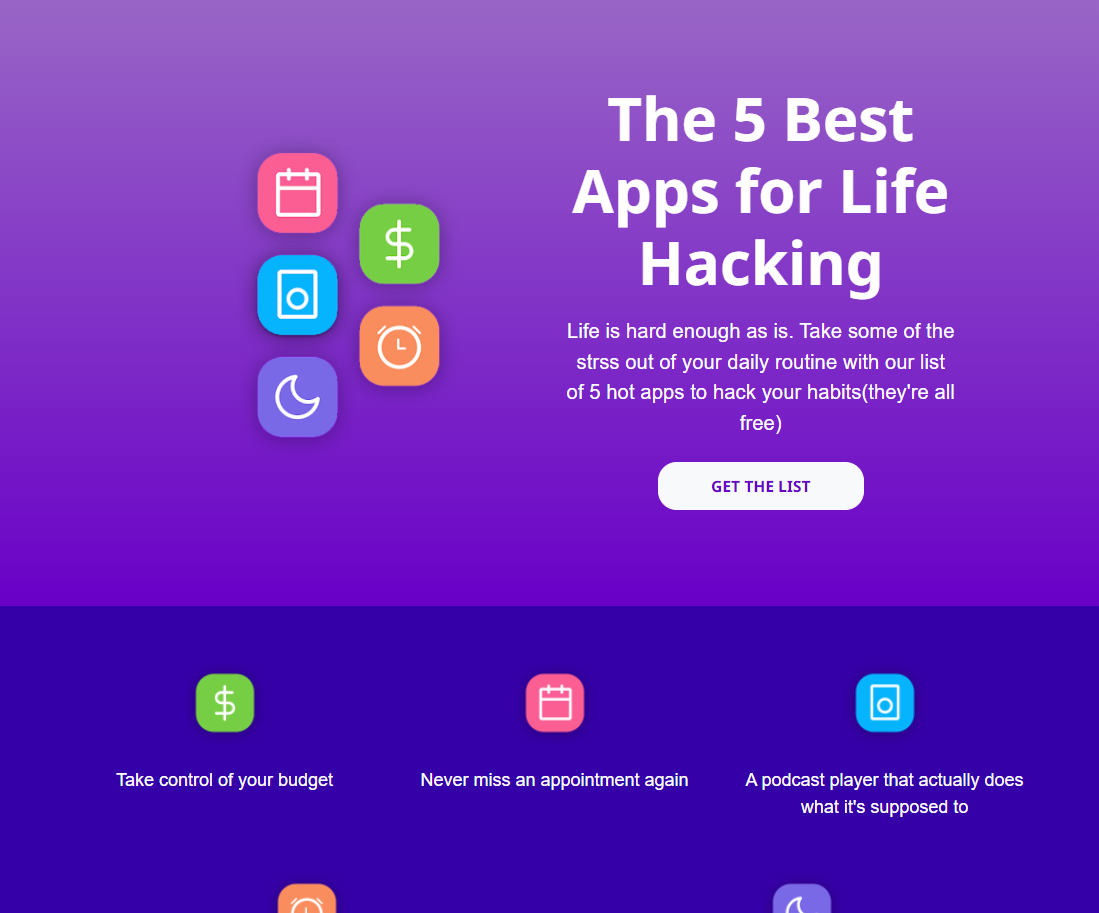 The 5 Best
Apps for Life
Hacking
Life is hard enough as is. Take some of the
strss out of your daily routine with our list
of 5 hot apps to hack your habits(they're all
free)
GET THE LIST
Take control of your budget
Never miss an appointment again
A podcast player that actually does
what it's supposed to